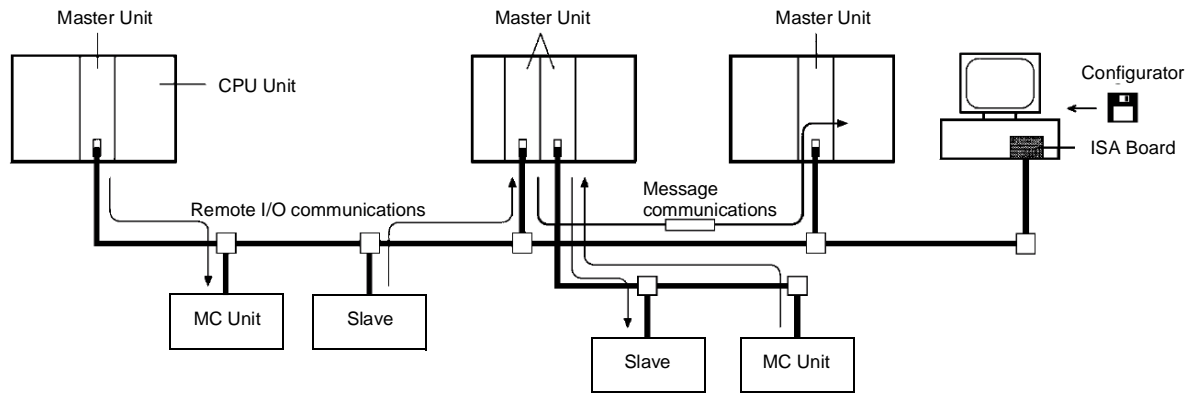 Master Unit
Master Unit
Master Unit
CPU Unit
Configurator
ISA Board
Remote I/O communications
Message
communications
MC Unit
Slave
Slave
MC Unit